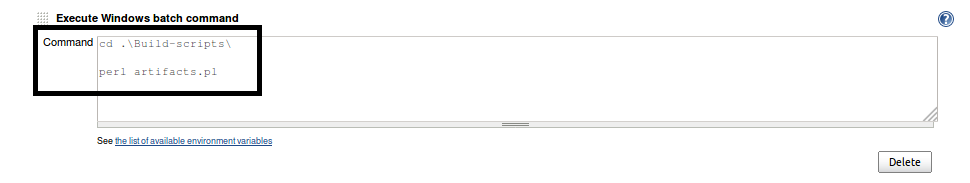 Execute Windows batch command
?
Command
cd .\Build-scripts\
perl artifacts.pl
See the list of available environment variables
Delete